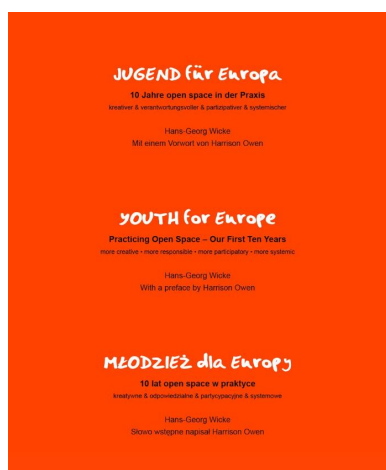 JUGEND für Europa
10 Jahre open space in der Praxis
kreativer & verantwortungsvoller & partizipativer & systemischer
Hans-Georg Wicke
Mit einem Vorwort von Harrison Owen
YOUTH for Europe
Practicing Open Space – Our First Ten Years
more creative • more responsible • more participatory • more systemic
Hans-Georg Wicke
With a preface by Harrison Owen
MŁODZIEŻ dla Europy
10 lat open space w praktyce
kreatywne & odpowiedzialne & partycypacyjne & systemowe
Hans-Georg Wicke
Słowo wstępne napisał Harrison Owen